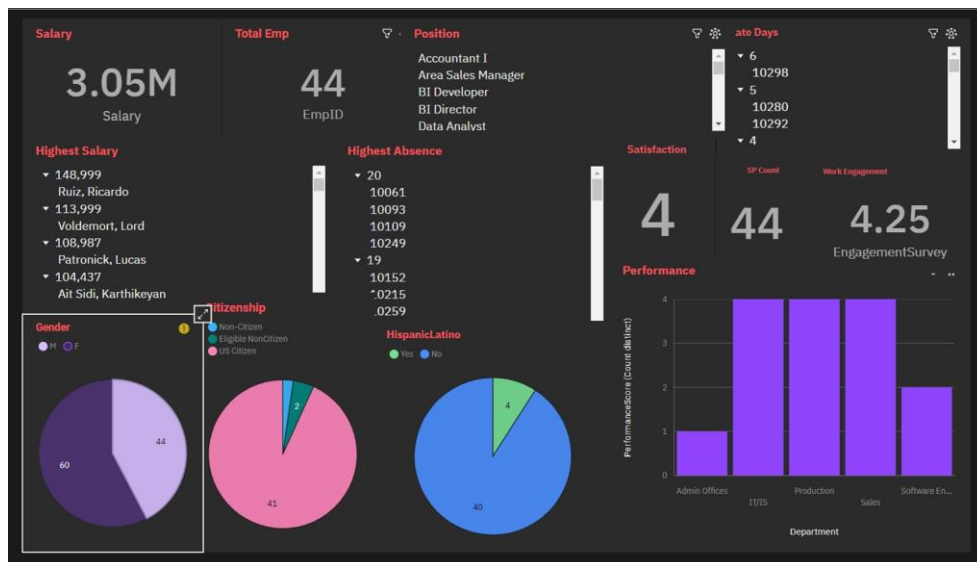 Salary
3.05M
Salary
Total Emp
44
EmpID
Position
Accountant I
Area Sales Manager
BI Developer
BI Director
Data Analyst
ate Days
6
10298
5
10280
10292
4
Highest Salary
148,999
Ruiz, Ricardo
113,999
Voldemort, Lord
108,987
Patronick, Lucas
104,437
Ait Sidi, Karthikeyan
Highest Absence
20
10061
10093
10109
10249
19
10152
.0215
.0259
Satisfaction
4
SP Count
44
Work Engagement
4.25
EngagementSurvey
Gender
M F
44
60
Citizenship
Non-Citizen
Eligible NonCitizen
US Citizen
2
41
HispanicLatino
Yes No
4
40
Performance
PerformanceScore (Count distinct)
4
3
2
1
0
Admin Offices
IT/IS
Production
Sales
Software En...
Department